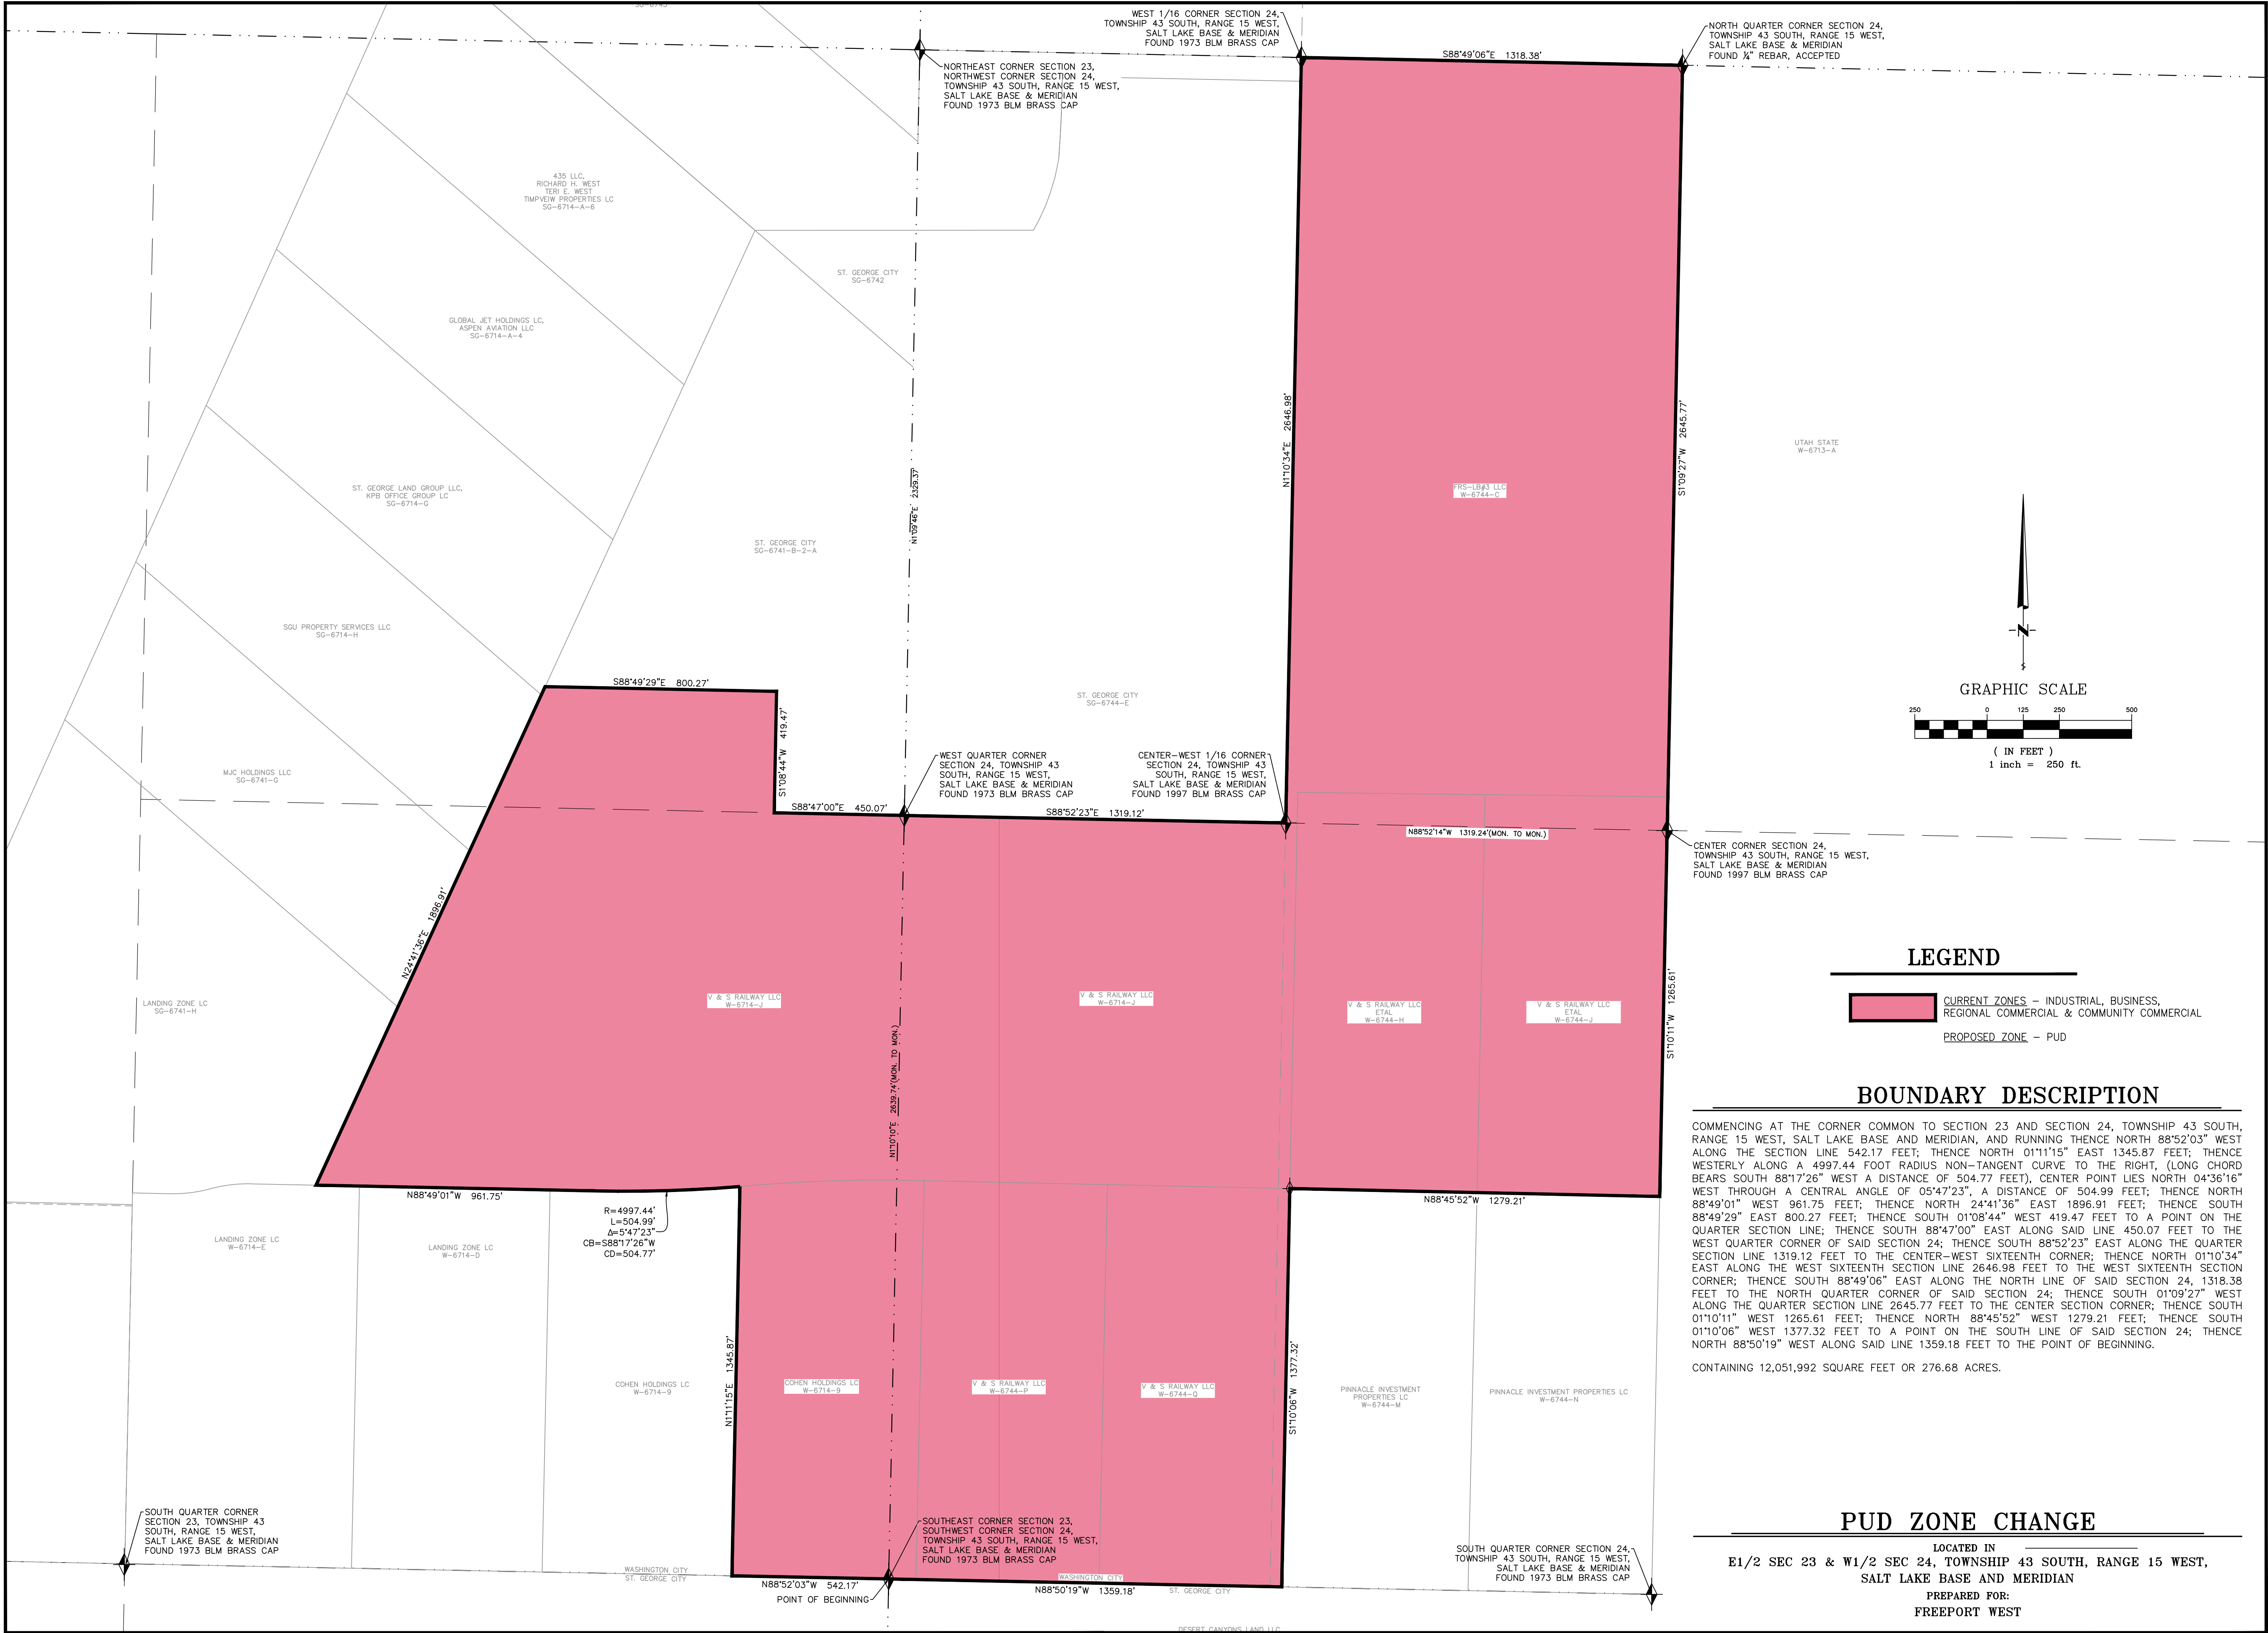 WEST 1/16 CORNER SECTION 24,
TOWNSHIP 43 SOUTH, RANGE 15 WEST,
SALT LAKE BASE & MERIDIAN
FOUND 1973 BLM BRASS CAP
NORTH QUARTER CORNER SECTION 24,
TOWNSHIP 43 SOUTH, RANGE 15 WEST,
SALT LAKE BASE & MERIDIAN
FOUND ¼" REBAR, ACCEPTED
S88°49'06"E 1318.38'
NORTHEAST CORNER SECTION 23,
NORTHWEST CORNER SECTION 24,
TOWNSHIP 43 SOUTH, RANGE 15 WEST,
SALT LAKE BASE & MERIDIAN
FOUND 1973 BLM BRASS CAP
435 LLC,
RICHARD H. WEST
TERI E. WEST
TIMPVEIW PROPERTIES LC
SG-6714-A-6
ST. GEORGE CITY
SG-6742
GLOBAL JET HOLDINGS LC,
ASPEN AVIATION LLC
SG-6714-A-4
N1°10'34"E 2646.98'
S1°09'27"W 2645.77'
UTAH STATE
W-6713-A
ST. GEORGE LAND GROUP LLC,
KPB OFFICE GROUP LC
SG-6714-G
N1°09'46"E 2329.37
FRS-LB#3 LLC
W-6744-C
ST. GEORGE CITY
SG-6741-B-2-A
SGU PROPERTY SERVICES LLC
SG-6714-H
S88°49'29"E 800.27'
ST. GEORGE CITY
SG-6744-E
N
GRAPHIC SCALE
250 0 125 250 500
( IN FEET )
1 inch = 250 ft.
S1°08'44"W 419.47'
MJC HOLDINGS LLC
SG-6741-G
WEST QUARTER CORNER
SECTION 24, TOWNSHIP 43
SOUTH, RANGE 15 WEST,
SALT LAKE BASE & MERIDIAN
FOUND 1973 BLM BRASS CAP
CENTER-WEST 1/16 CORNER
SECTION 24, TOWNSHIP 43
SOUTH, RANGE 15 WEST,
SALT LAKE BASE & MERIDIAN
FOUND 1997 BLM BRASS CAP
S88°47'00"E 450.07'
S88°52'23"E 1319.12'
N88°52'14"W 1319.24'(MON. TO MON.)
CENTER CORNER SECTION 24,
TOWNSHIP 43 SOUTH, RANGE 15 WEST,
SALT LAKE BASE & MERIDIAN
FOUND 1997 BLM BRASS CAP
N24°41'36"E 1896.91'
LANDING ZONE LC
SG-6741-H
V & S RAILWAY LLC
W-6714-J
V & S RAILWAY LLC
W-6714-J
V & S RAILWAY LLC
ETAL
W-6744-H
V & S RAILWAY LLC
ETAL
W-6744-J
S1°10'11"W 1265.61'
N1°10'10"E 2639.74'(MON. TO MON.)
LEGEND
CURRENT ZONES - INDUSTRIAL, BUSINESS,
REGIONAL COMMERCIAL & COMMUNITY COMMERCIAL
PROPOSED ZONE - PUD
BOUNDARY DESCRIPTION
COMMENCING AT THE CORNER COMMON TO SECTION 23 AND SECTION 24, TOWNSHIP 43 SOUTH,
RANGE 15 WEST, SALT LAKE BASE AND MERIDIAN, AND RUNNING THENCE NORTH 88°52'03" WEST
ALONG THE SECTION LINE 542.17 FEET; THENCE NORTH 01°11'15" EAST 1345.87 FEET; THENCE
WESTERLY ALONG A 4997.44 FOOT RADIUS NON-TANGENT CURVE TO THE RIGHT, (LONG CHORD
BEARS SOUTH 88°17'26" WEST A DISTANCE OF 504.77 FEET), CENTER POINT LIES NORTH 04°36'16"
WEST THROUGH A CENTRAL ANGLE OF 05°47'23", A DISTANCE OF 504.99 FEET; THENCE NORTH
88°49'01" WEST 961.75 FEET; THENCE NORTH 24°41'36" EAST 1896.91 FEET; THENCE SOUTH
88°49'29" EAST 800.27 FEET; THENCE SOUTH 01°08'44" WEST 419.47 FEET TO A POINT ON THE
QUARTER SECTION LINE; THENCE SOUTH 88°47'00" EAST ALONG SAID LINE 450.07 FEET TO THE
WEST QUARTER CORNER OF SAID SECTION 24; THENCE SOUTH 88°52'23" EAST ALONG THE QUARTER
SECTION LINE 1319.12 FEET TO THE CENTER-WEST SIXTEENTH CORNER; THENCE NORTH 01°10'34"
EAST ALONG THE WEST SIXTEENTH SECTION LINE 2646.98 FEET TO THE WEST SIXTEENTH SECTION
CORNER; THENCE SOUTH 88°49'06" EAST ALONG THE NORTH LINE OF SAID SECTION 24, 1318.38
FEET TO THE NORTH QUARTER CORNER OF SAID SECTION 24; THENCE SOUTH 01°09'27" WEST
ALONG THE QUARTER SECTION LINE 2645.77 FEET TO THE CENTER SECTION CORNER; THENCE SOUTH
01°10'11" WEST 1265.61 FEET; THENCE NORTH 88°45'52" WEST 1279.21 FEET; THENCE SOUTH
01°10'06" WEST 1377.32 FEET TO A POINT ON THE SOUTH LINE OF SAID SECTION 24; THENCE
NORTH 88°50'19" WEST ALONG SAID LINE 1359.18 FEET TO THE POINT OF BEGINNING.
CONTAINING 12,051,992 SQUARE FEET OR 276.68 ACRES.
N88°49'01"W 961.75'
R=4997.44'
L=504.99'
Δ=5°47'23"
CB=S88°17'26"W
CD=504.77'
N88°45'52"W 1279.21'
LANDING ZONE LC
W-6714-E
LANDING ZONE LC
W-6714-D
COHEN HOLDINGS LC
W-6714-9
N1°11'15"E 1345.87'
COHEN HOLDINGS LC
W-6714-9
V & S RAILWAY LLC
W-6744-P
V & S RAILWAY LLC
W-6744-Q
S1°10'06"W 1377.32'
PINNACLE INVESTMENT
PROPERTIES LC
W-6744-M
PINNACLE INVESTMENT PROPERTIES LC
W-6744-N
SOUTH QUARTER CORNER
SECTION 23, TOWNSHIP 43
SOUTH, RANGE 15 WEST,
SALT LAKE BASE & MERIDIAN
FOUND 1973 BLM BRASS CAP
SOUTHEAST CORNER SECTION 23,
SOUTHWEST CORNER SECTION 24,
TOWNSHIP 43 SOUTH, RANGE 15 WEST,
SALT LAKE BASE & MERIDIAN
FOUND 1973 BLM BRASS CAP
SOUTH QUARTER CORNER SECTION 24,
TOWNSHIP 43 SOUTH, RANGE 15 WEST,
SALT LAKE BASE & MERIDIAN
FOUND 1973 BLM BRASS CAP
WASHINGTON CITY
ST. GEORGE CITY
N88°52'03"W 542.17'
POINT OF BEGINNING
WASHINGTON CITY
N88°50'19"W 1359.18'
ST. GEORGE CITY
DESERT CANYONS LAND LLC
PUD ZONE CHANGE
LOCATED IN
E1/2 SEC 23 & W1/2 SEC 24, TOWNSHIP 43 SOUTH, RANGE 15 WEST,
SALT LAKE BASE AND MERIDIAN
PREPARED FOR:
FREEPORT WEST